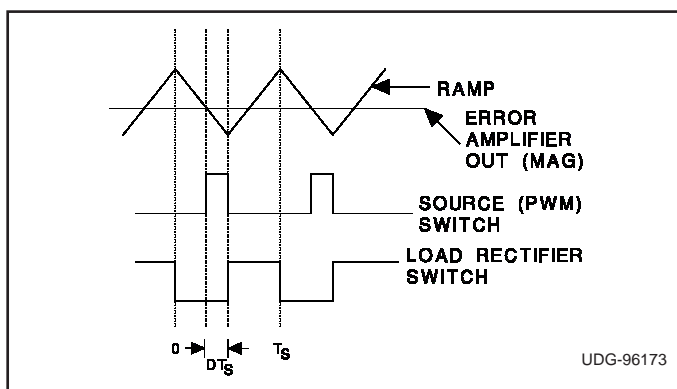 RAMP
ERROR
AMPLIFIER
OUT (MAG)
SOURCE (PWM)
SWITCH
LOAD RECTIFIER
SWITCH
0
DTS
TS
UDG-96173